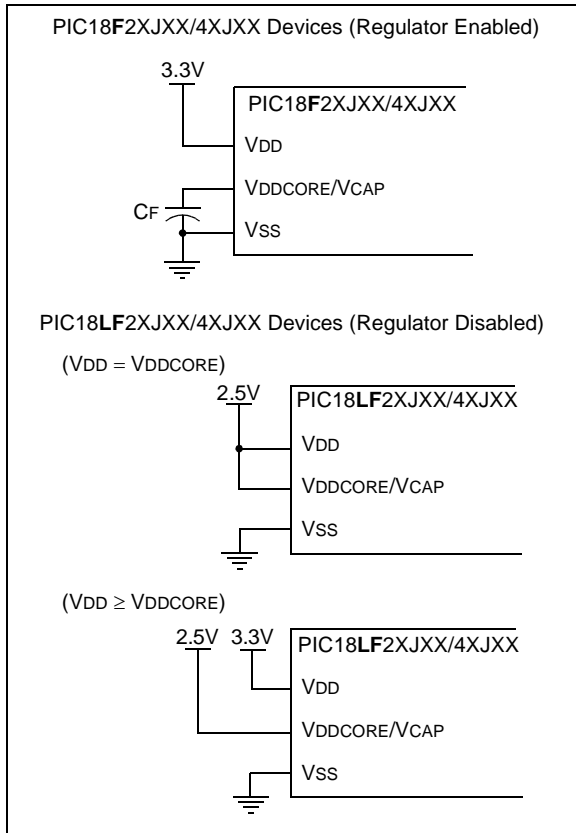 PIC18F2XJXX/4XJXX Devices (Regulator Enabled)
3.3V
PIC18F2XJXX/4XJXX
VDD
VDDCORE/VCAP
CF
VSS
PIC18LF2XJXX/4XJXX Devices (Regulator Disabled)
(VDD = VDDCORE)
2.5V
PIC18LF2XJXX/4XJXX
VDD
VDDCORE/VCAP
VSS
(VDD ≥ VDDCORE)
2.5V 3.3V
PIC18LF2XJXX/4XJXX
VDD
VDDCORE/VCAP
VSS